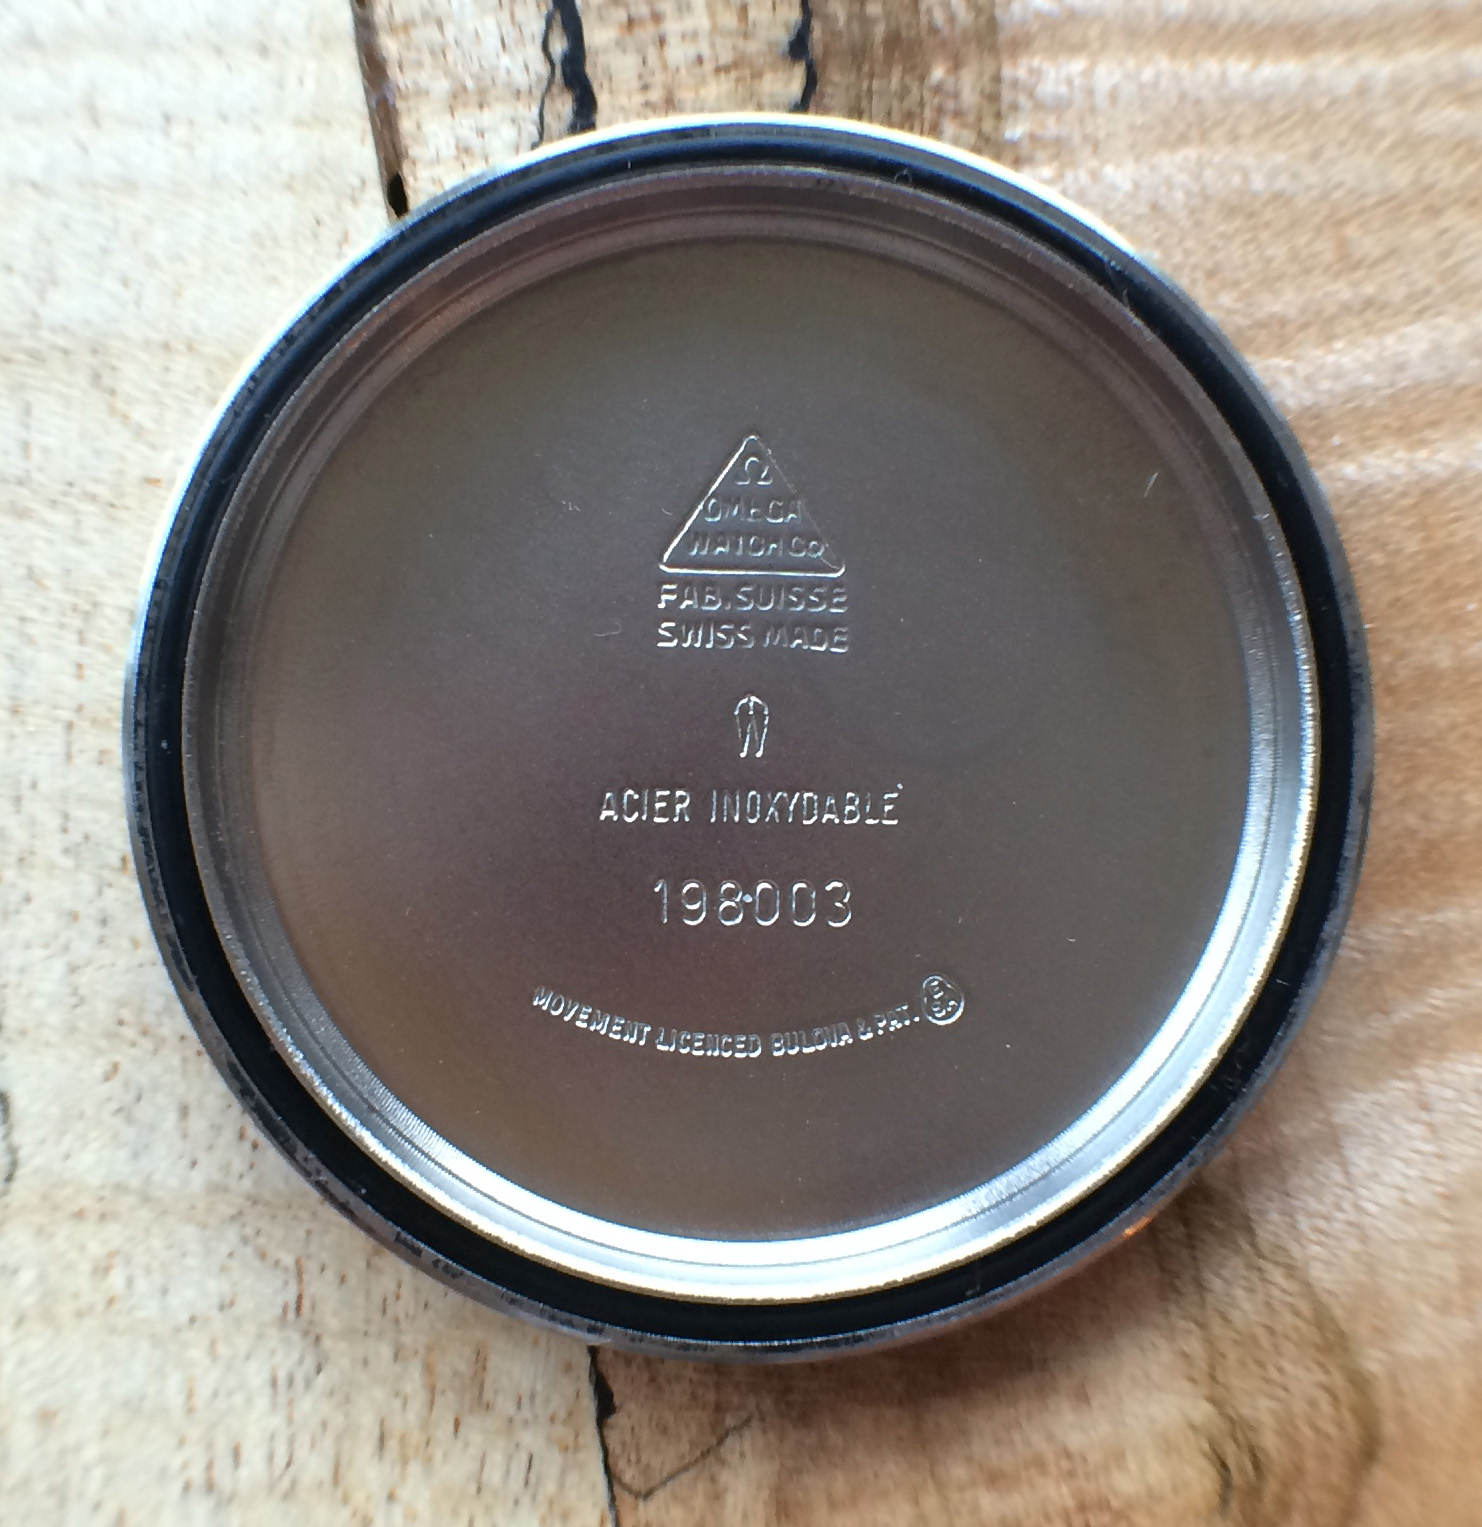 Ω
OMEGA
WATCH Co
FAB. SUISSE
SWISS MADE
ACIER INOXYDABLE
198·003
MOVEMENT LICENCED BULOVA & PAT.